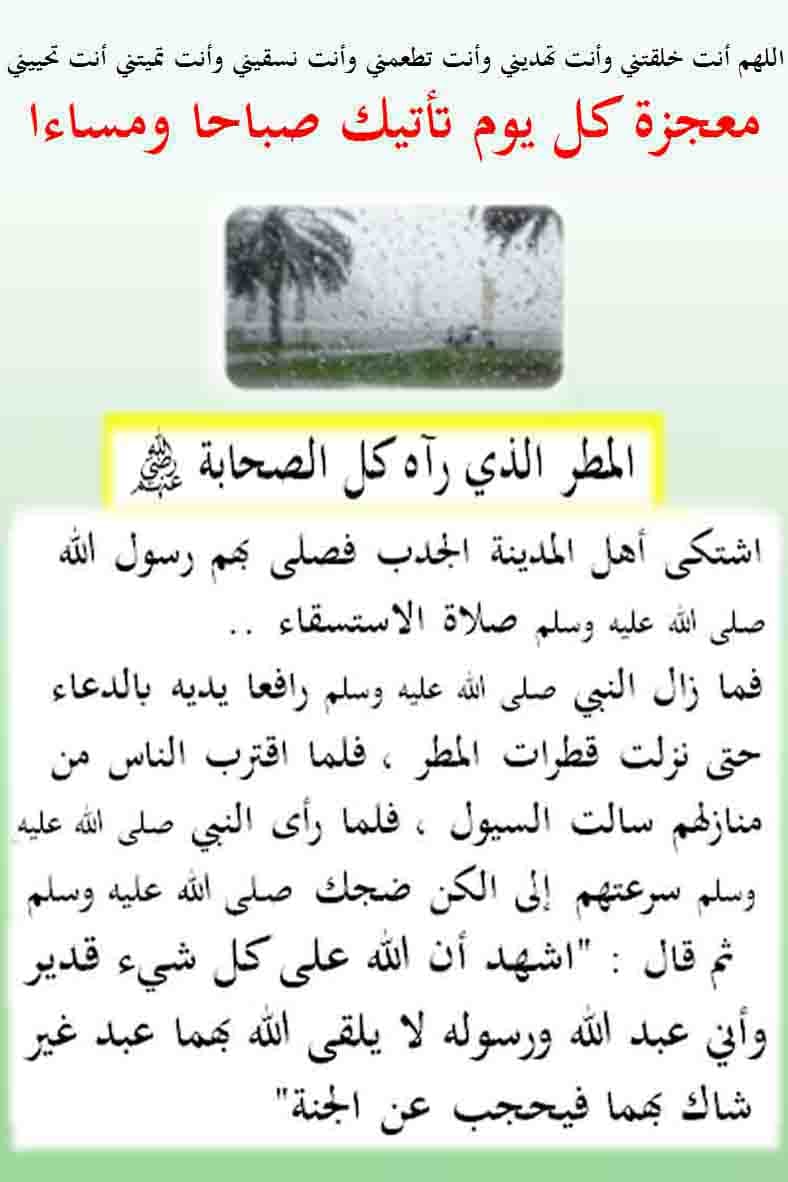 اللهم أنت خلقتني وأنت تهديني وأنت تطعمني وأنت نسقيني وأنت تميتني أنت تحييني
معجزة كل يوم تأتيك صباحا ومساءا
المطر الذي رآه كل الصحابة رضي الله عنهم
اشتكى أهل المدينة الجدب فصلى بهم رسول الله
صلى الله عليه وسلم صلاة الاستسقاء ..
فما زال النبي صلى الله عليه وسلم رافعا يديه بالدعاء
حتى نزلت قطرات المطر ، فلما اقترب الناس من
منازلهم سالت السيول ، فلما رأى النبي صلى الله عليه
وسلم سرعتهم إلى الكن ضجك صلى الله عليه وسلم
ثم قال : "اشهد أن الله على كل شيء قدير
وأني عبد الله ورسوله لا يلقى الله بهما عبد غير
شاك بهما فيحجب عن الجنة"